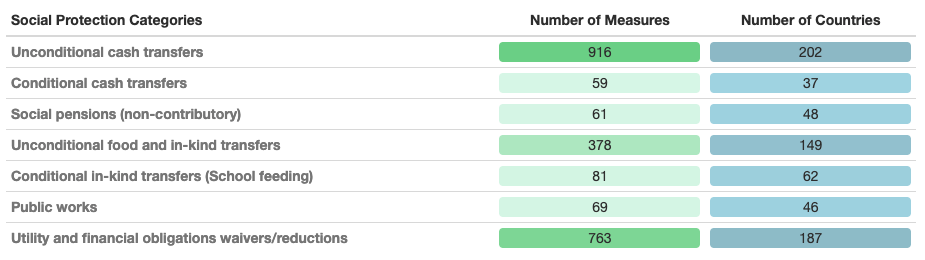 Social Protection Categories Number of Measures Number of Countries
Unconditional cash transfers 916 202
Conditional cash transfers 59 37
Social pensions (non-contributory) 61 48
Unconditional food and in-kind transfers 378 149
Conditional in-kind transfers (School feeding) 81 62
Public works 69 46
Utility and financial obligations waivers/reductions 763 187